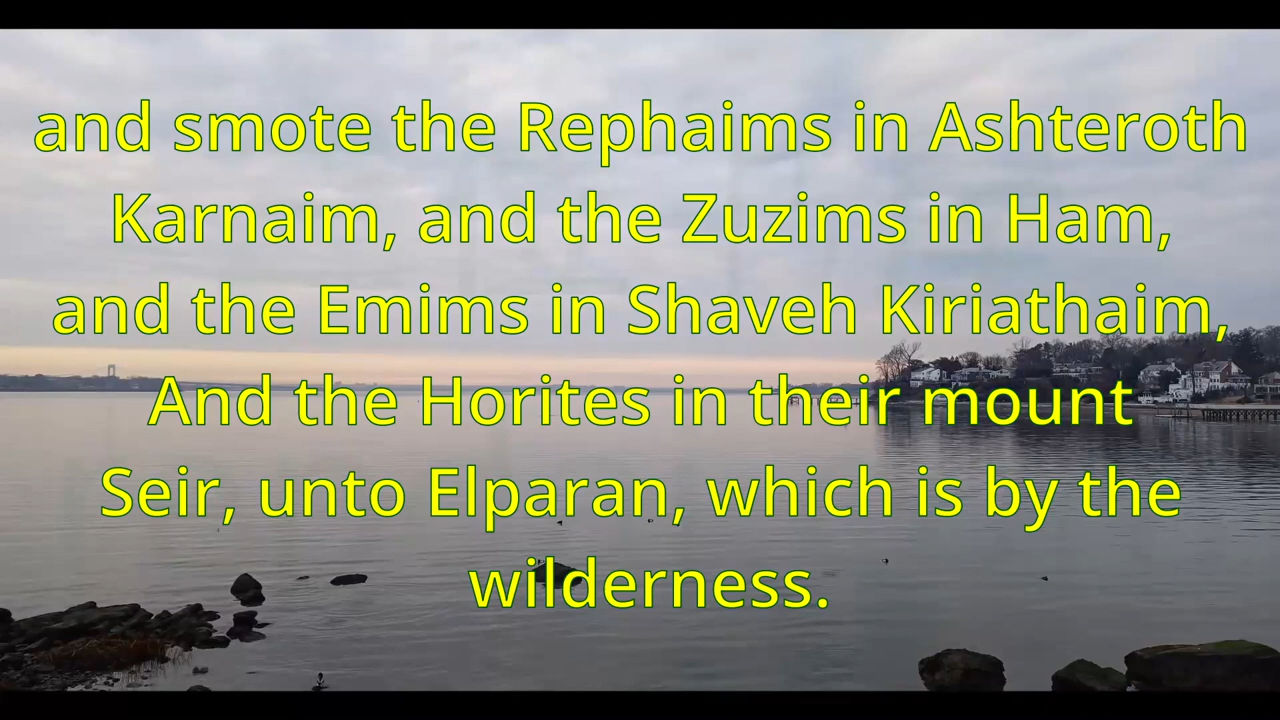 and smote the Rephaims in Ashteroth
Karnaim, and the Zuzims in Ham,
and the Emims in Shaveh Kiriathaim,
And the Horites in their mount
Seir, unto Elparan, which is by the
wilderness.